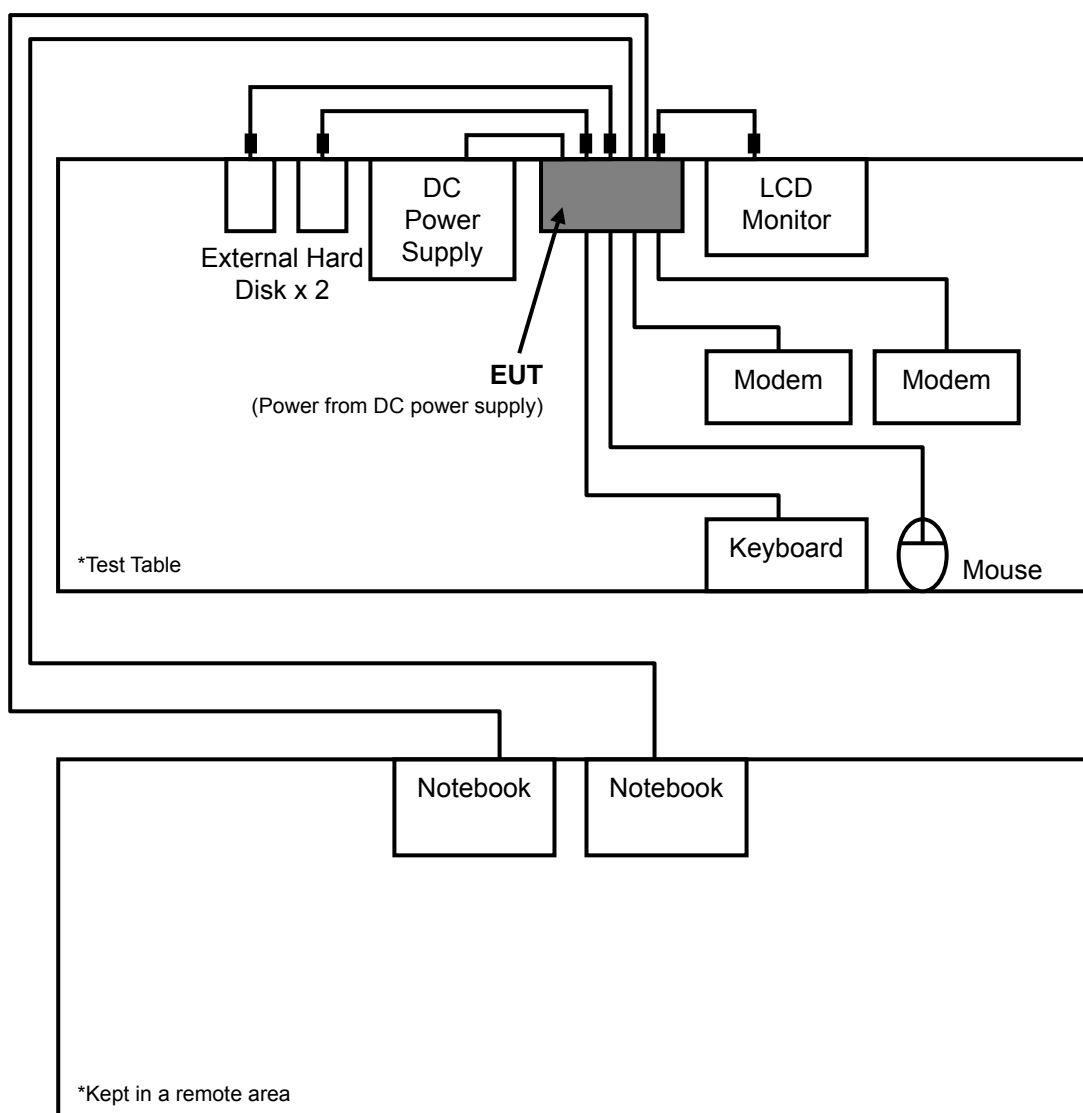 DC
Power
Supply
LCD
Monitor
External Hard
Disk x 2
EUT
(Power from DC power supply)
Modem
Modem
Keyboard
Mouse
*Test Table
Notebook
Notebook
*Kept in a remote area